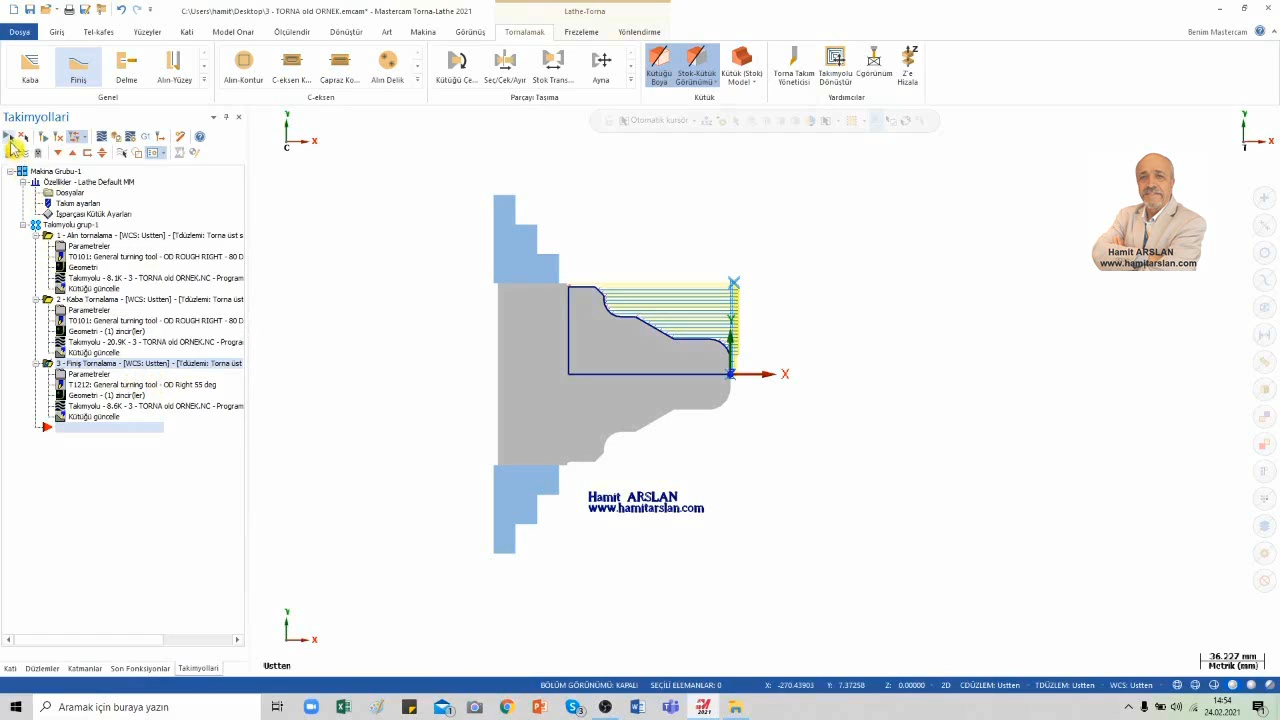 C:\Users\hamit\Desktop\3 - TORNA old ORNEK.emcam* - Mastercam Torna-Lathe 2021
Lathe-Torna
Dosya Giriş Tel-kafes Yüzeyler Kati Model Onar Ölçülendir Dönüştür Art Makina Görünüş Tornalamak Frezeleme Yönlendirme Benim Mastercam
Kaba Finiş Delme Alın-Yüzey Alın-Kontur C-eksen K... Capraz Ko... Alın Delik Kütüğü Çe... Seç/Çek/Ayır Stok Trans... Ayna
Kütüğü Boya Stok-Kütük Görünümü Kütük (Stok) Model Torna Takım Yöneticisi Takımyolu Dönüştür Cgörünüm Z'e Hizala
Genel C-eksen Parçayı Taşıma Kütük Yardımcılar
Takimyollari
Otomatik kursör
Makina Grubu-1
Özellikler - Lathe Default MM
Dosyalar
Takım ayarları
İşparçası Kütük Ayarları
Takımyolu grup-1
1 - Alın tornalama - [WCS: Ustten] - [Tdüzlemi: Torna üst s
Parametreler
T0101: General turning tool - OD ROUGH RIGHT - 80 D
Geometri
Takımyolu - 8.1K - 3 - TORNA old ORNEK.NC - Program
Kütüğü güncelle
2 - Kaba Tornalama - [WCS: Ustten] - [Tdüzlemi: Torna üst
Parametreler
T0101: General turning tool - OD ROUGH RIGHT - 80 D
Geometri - (1) zincir(ler)
Takımyolu - 20.9K - 3 - TORNA old ORNEK.NC - Program
Kütüğü güncelle
3 - Finiş Tornalama - [WCS: Ustten] - [Tdüzlemi: Torna üst
Parametreler
T1212: General turning tool - OD Right 55 deg
Geometri - (1) zincir(ler)
Takımyolu - 8.6K - 3 - TORNA old ORNEK.NC - Program
Kütüğü güncelle
Y
X
C
Y
X
T
Hamit ARSLAN
www.hamitarslan.com
Y
X
Hamit ARSLAN
www.hamitarslan.com
Y
X
Ustten
36.227 mm
Metrik (mm)
Kati Düzlemler Katmanlar Son Fonksiyonlar Takimyollari
BÖLÜM GÖRÜNÜMÜ: KAPALI SEÇİLİ ELEMANLAR: 0 X: -270.43903 Y: 7.37258 Z: 0.00000 2D CDÜZLEM: Ustten TDÜZLEM: Ustten WCS: Ustten
Aramak için buraya yazın
14:54
24.02.2021